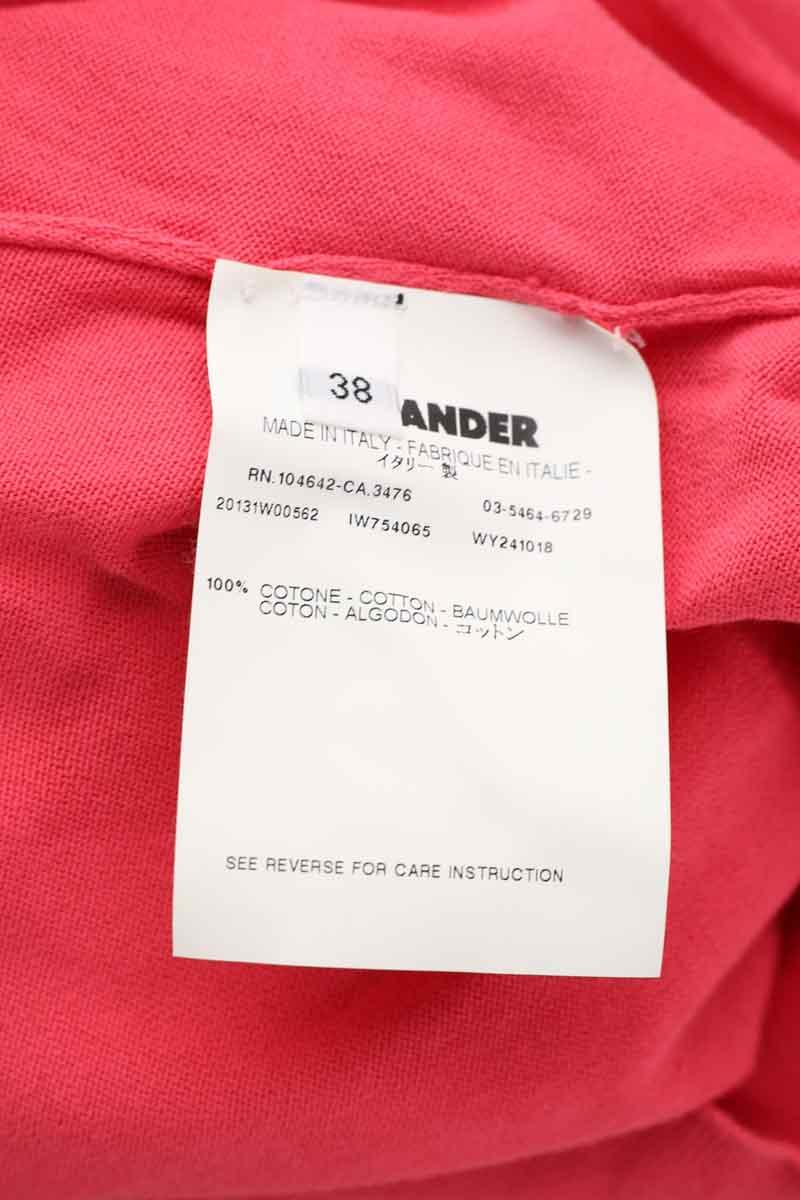 38
ANDER
MADE IN ITALY - FABRIQUE EN ITALIE -
イタリー 製
RN.104642-CA.3476 03-5464-6729
20131W00562 IW754065 WY241018
100% COTONE - COTTON - BAUMWOLLE
COTON - ALGODON - コットン
SEE REVERSE FOR CARE INSTRUCTION